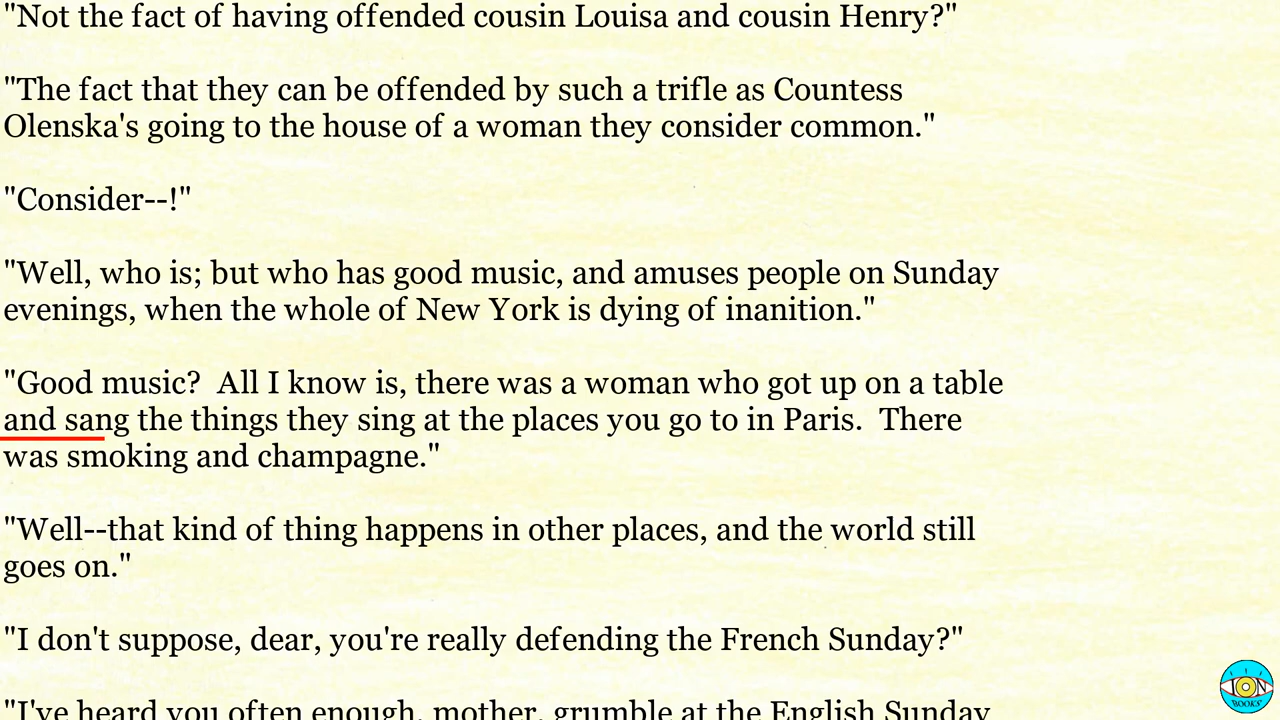 "Not the fact of having offended cousin Louisa and cousin Henry?"
"The fact that they can be offended by such a trifle as Countess
Olenska's going to the house of a woman they consider common."
"Consider--!"
"Well, who is; but who has good music, and amuses people on Sunday
evenings, when the whole of New York is dying of inanition."
"Good music?  All I know is, there was a woman who got up on a table
and sang the things they sing at the places you go to in Paris.  There
was smoking and champagne."
"Well--that kind of thing happens in other places, and the world still
goes on."
"I don't suppose, dear, you're really defending the French Sunday?"
"I've heard you often enough, mother, grumble at the English Sunday
ION
BOOKS